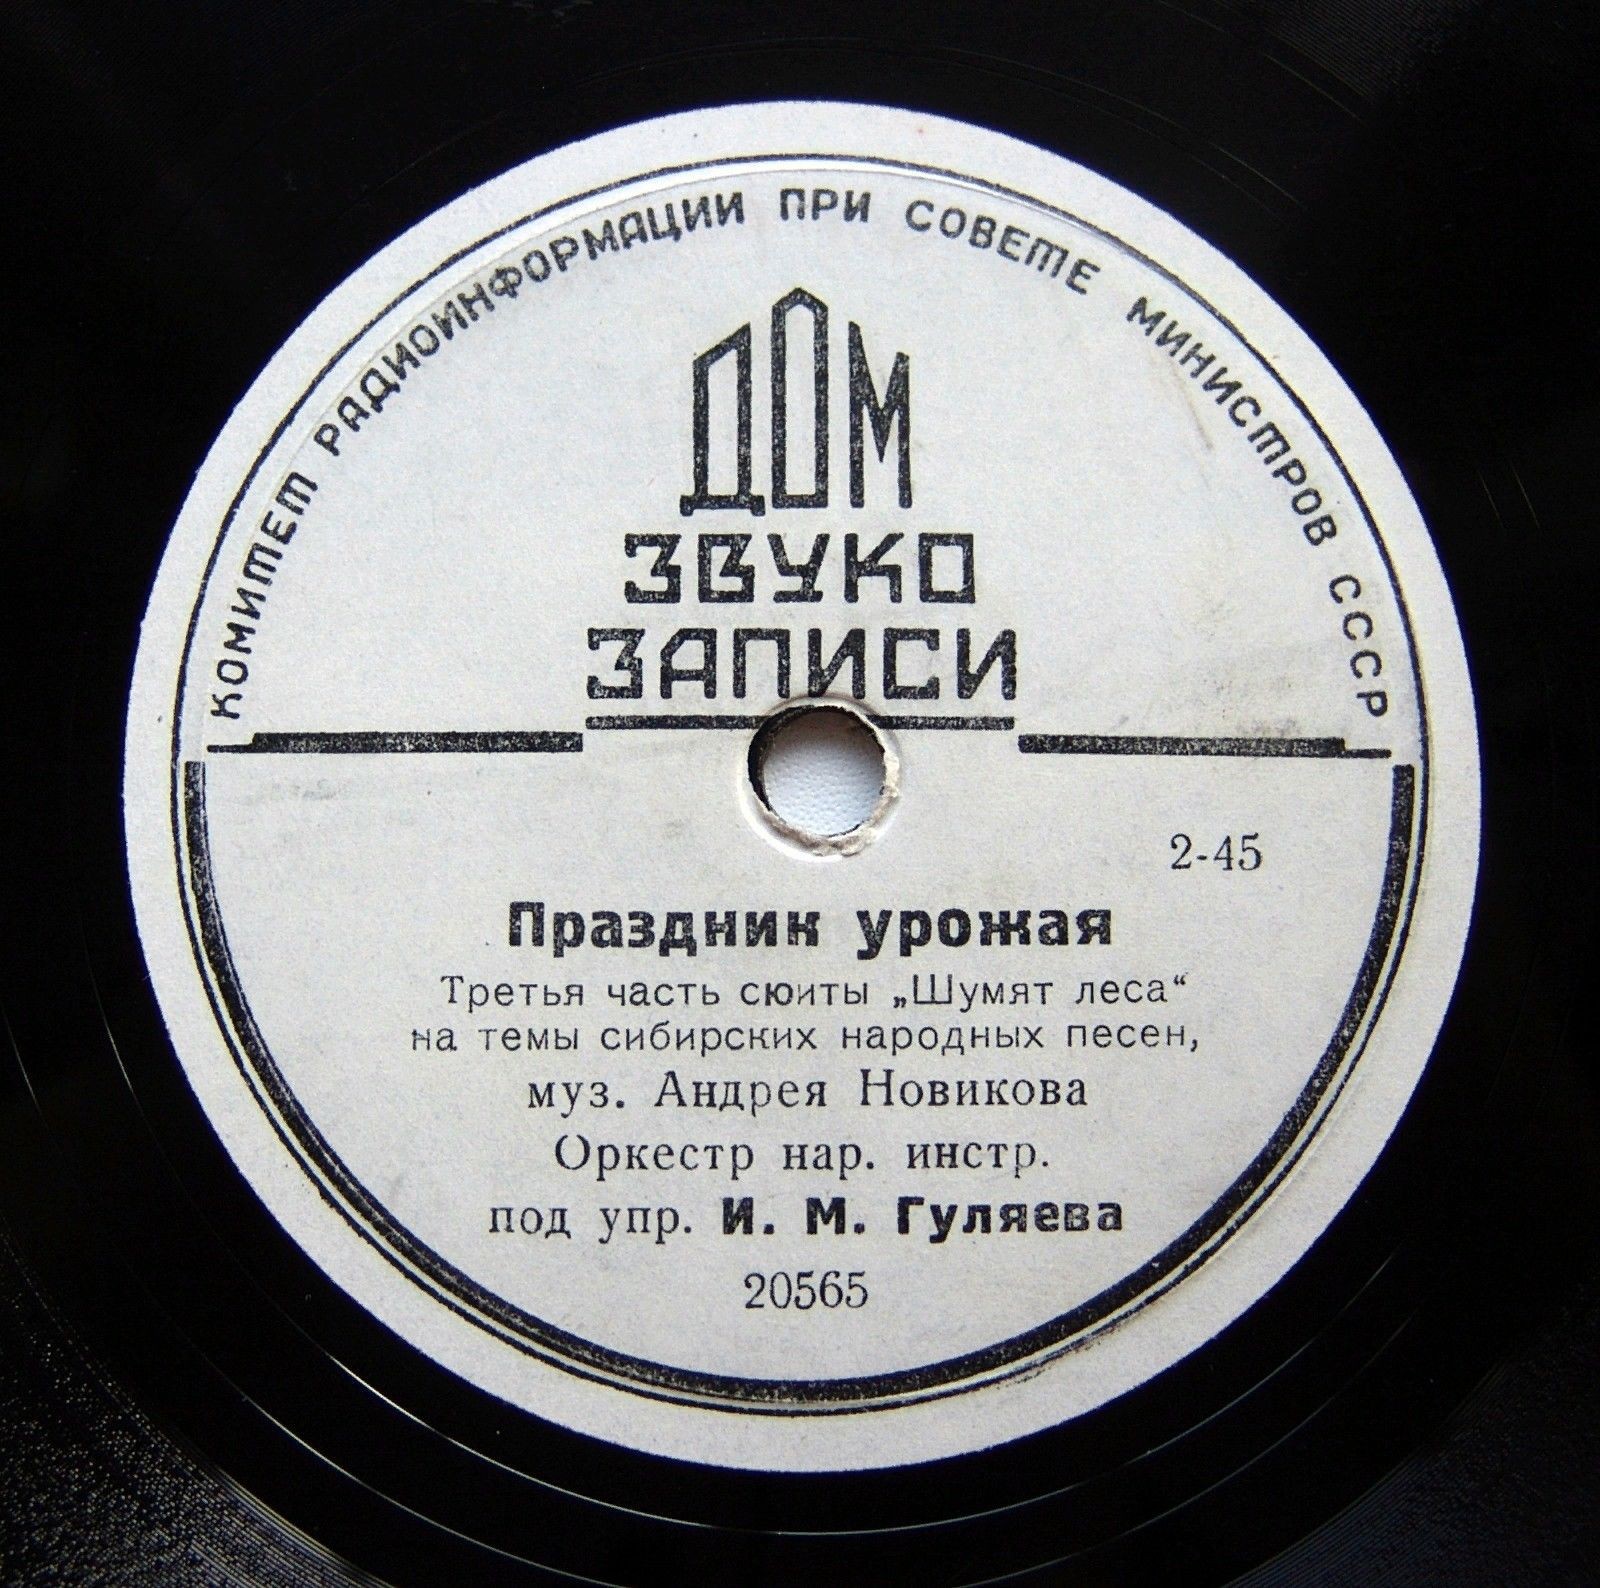 КОМИТЕТ РАДИОИНФОРМАЦИИ ПРИ СОВЕТЕ МИНИСТРОВ СССР
ДОМ
ЗВУКО
ЗАПИСИ
2-45
Праздник урожая
Третья часть сюиты „Шумят леса“
на темы сибирских народных песен,
муз. Андрея Новикова
Оркестр нар. инстр.
под упр. И. М. Гуляева
20565